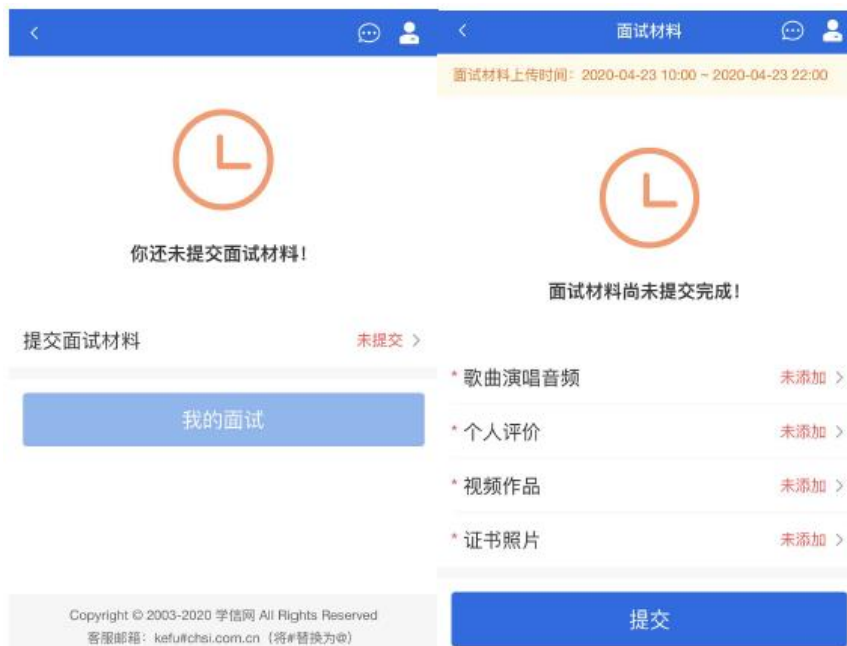 你还未提交面试材料！
提交面试材料
未提交
我的面试
Copyright © 2003-2020 学信网 All Rights Reserved
客服邮箱：kefu#chsi.com.cn（将#替换为@）
面试材料
面试材料上传时间：2020-04-23 10:00 ~ 2020-04-23 22:00
面试材料尚未提交完成！
* 歌曲演唱音频
未添加
* 个人评价
未添加
* 视频作品
未添加
* 证书照片
未添加
提交